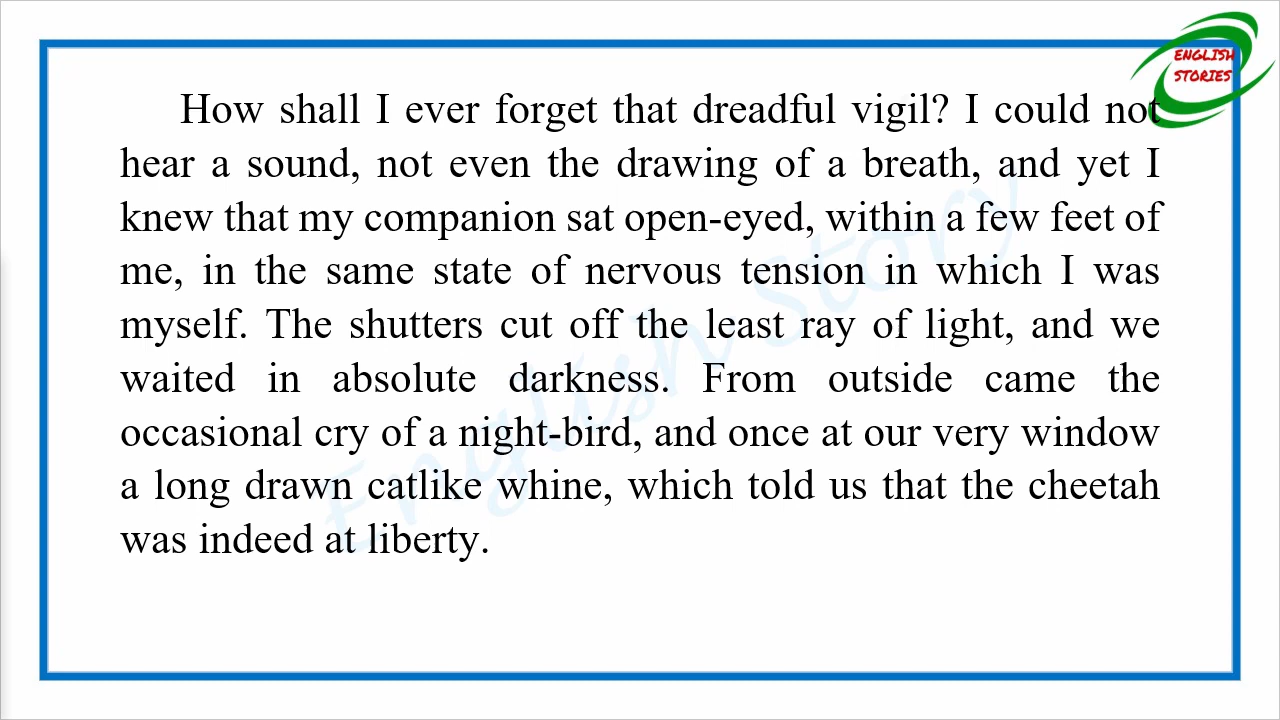 ENGLISH
STORIES
How shall I ever forget that dreadful vigil? I could not
hear a sound, not even the drawing of a breath, and yet I
knew that my companion sat open-eyed, within a few feet of
me, in the same state of nervous tension in which I was
myself. The shutters cut off the least ray of light, and we
waited in absolute darkness. From outside came the
occasional cry of a night-bird, and once at our very window
a long drawn catlike whine, which told us that the cheetah
was indeed at liberty.
English Story